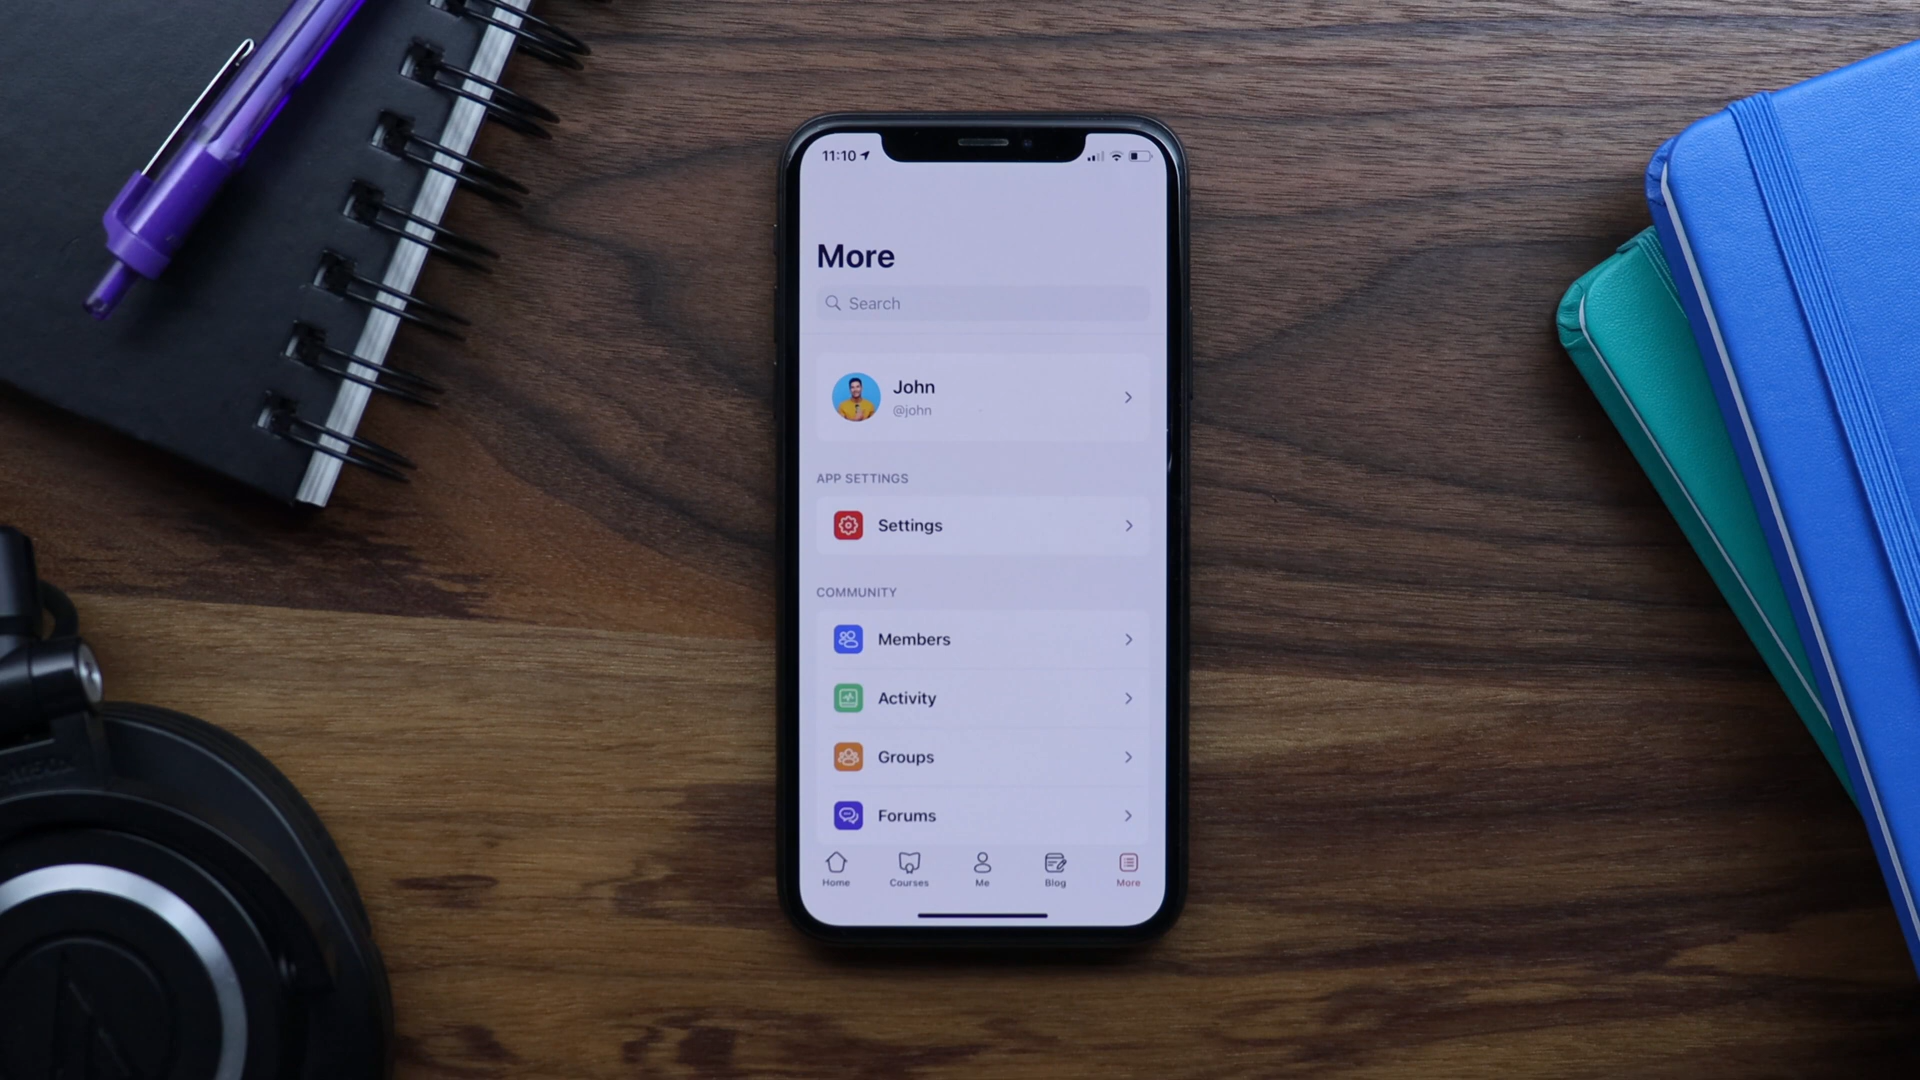 11:10
More
Search
John
@john
APP SETTINGS
Settings
COMMUNITY
Members
Activity
Groups
Forums
Home
Courses
Me
Blog
More